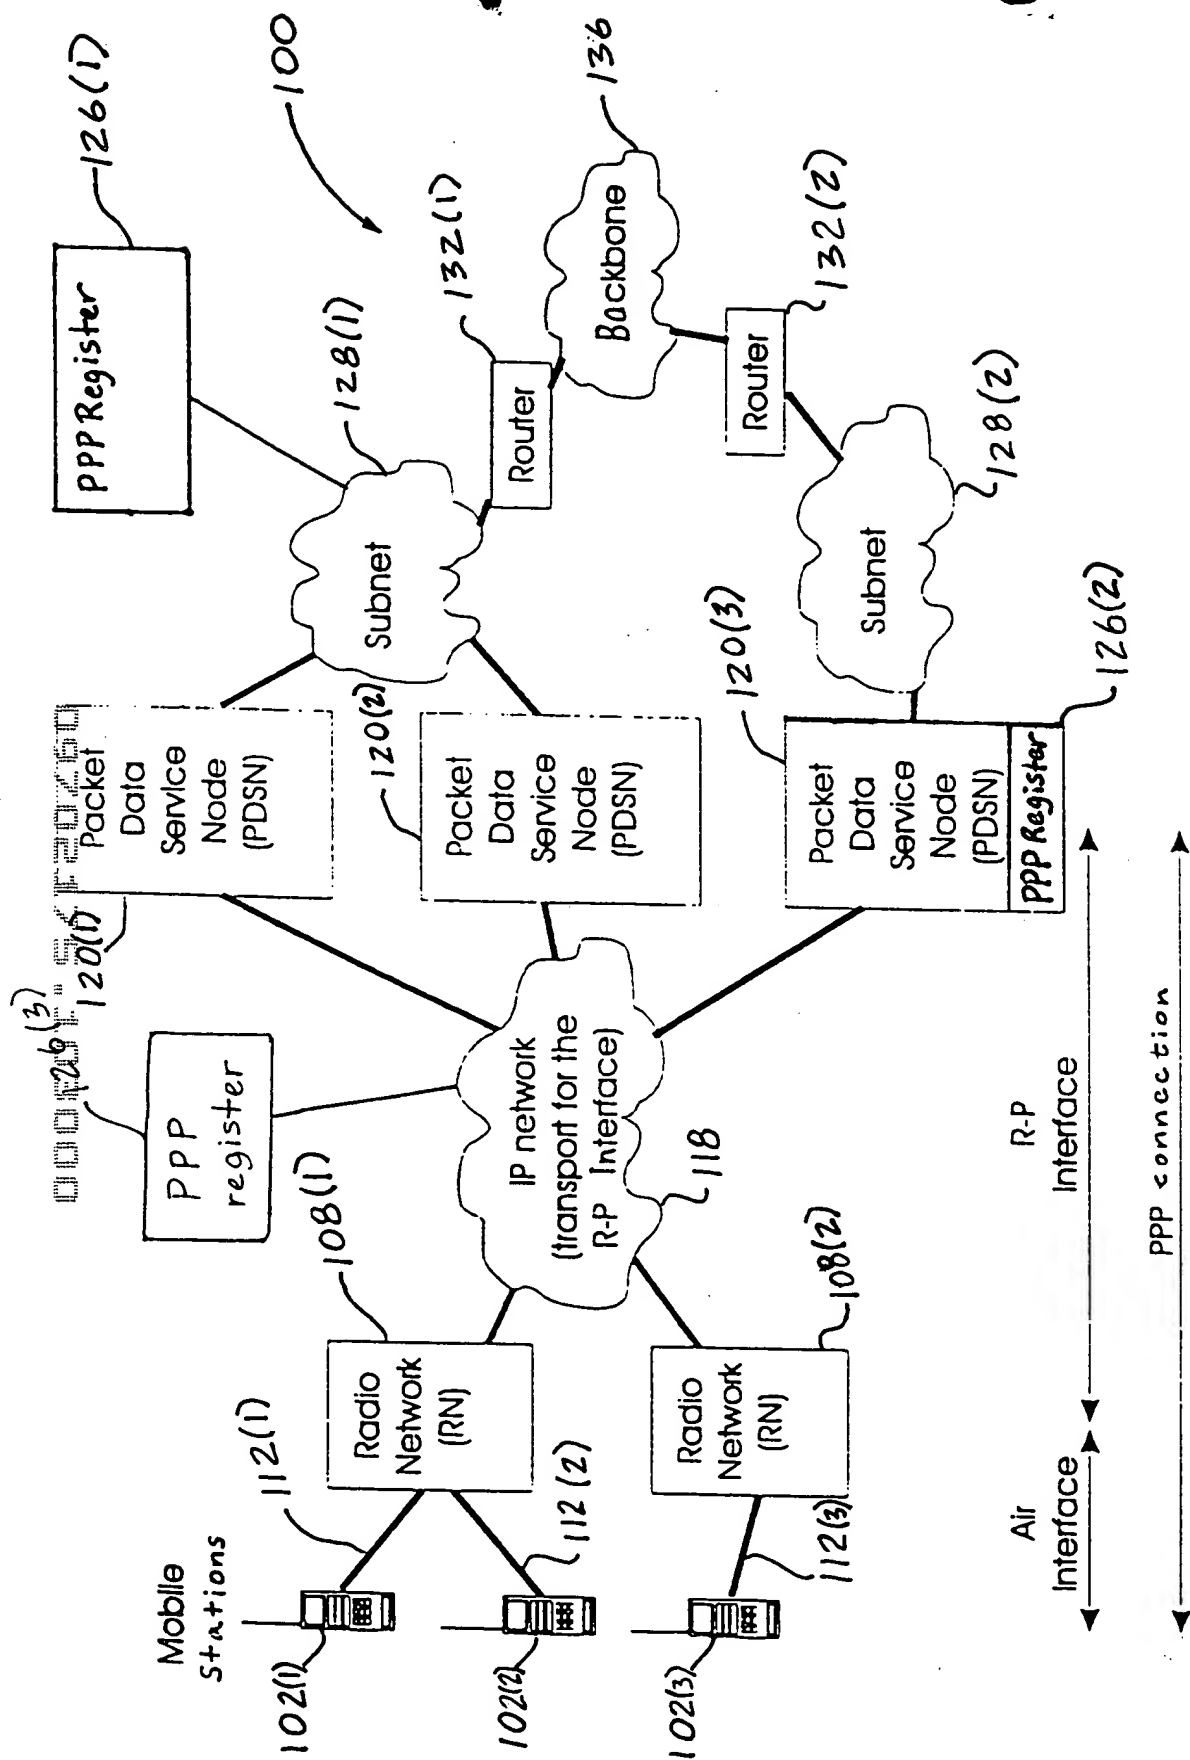 126(1)
PPP Register
100
128(1)
132(1)
136
Backbone
Router
Subnet
Router
132(2)
128(2)
Subnet
126(3)
120(1)
Packet
Data
Service
Node
(PDSN)
120(2)
Packet
Data
Service
Node
(PDSN)
120(3)
Packet
Data
Service
Node
(PDSN)
PPP Register
126(2)
PPP
register
IP network
(transport for the
R-P Interface)
118
108(1)
Radio
Network
(RN)
108(2)
Radio
Network
(RN)
112(1)
112(2)
112(3)
Mobile
Stations
102(1)
102(2)
102(3)
Air
Interface
R-P
Interface
PPP connection